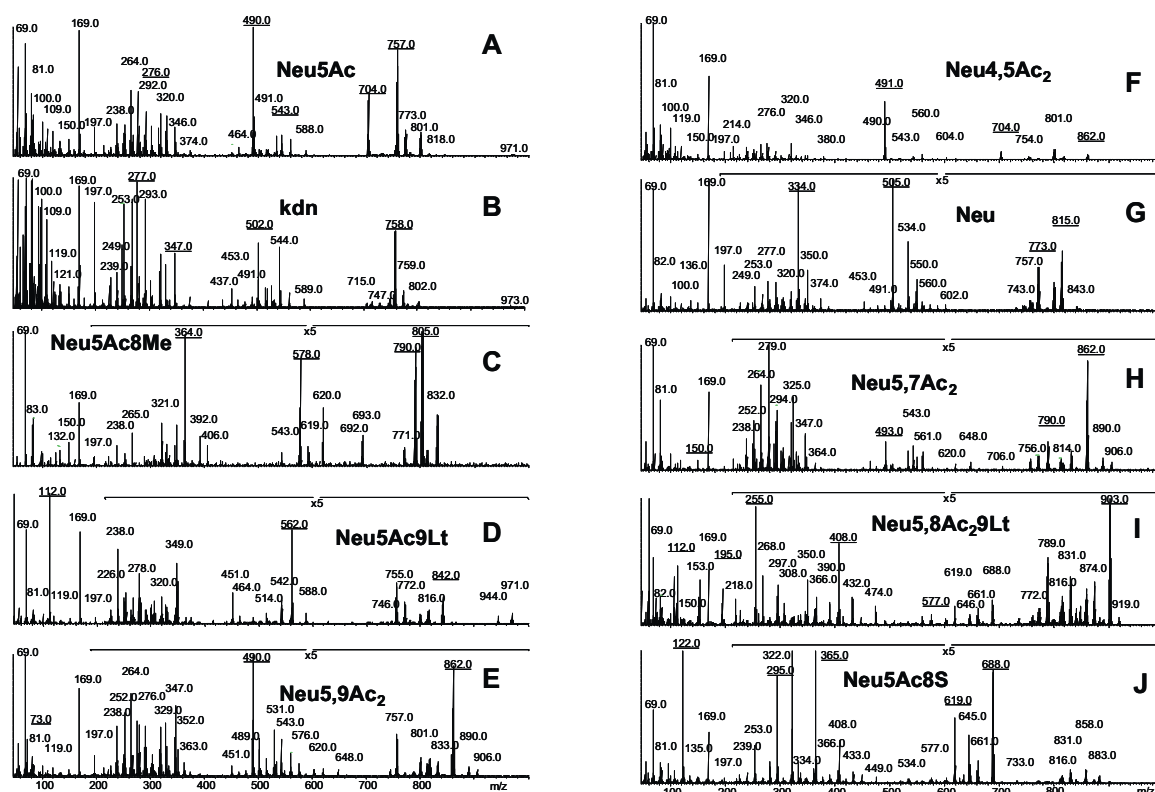 A
Neu5Ac
69.0 81.0 100.0 109.0 150.0 169.0 197.0 238.0 264.0 276.0 292.0 320.0 346.0 374.0 464.0 490.0 491.0 543.0 588.0 704.0 757.0 773.0 801.0 818.0 971.0
B
kdn
69.0 100.0 109.0 119.0 121.0 169.0 197.0 239.0 249.0 253.0 277.0 293.0 347.0 437.0 453.0 491.0 502.0 544.0 589.0 715.0 747.0 758.0 759.0 802.0 973.0
C
Neu5Ac8Me
x5
69.0 83.0 132.0 150.0 169.0 197.0 238.0 265.0 321.0 364.0 392.0 406.0 543.0 578.0 619.0 620.0 692.0 693.0 771.0 790.0 805.0 832.0
D
Neu5Ac9Lt
x5
69.0 81.0 112.0 119.0 169.0 197.0 226.0 238.0 278.0 320.0 349.0 451.0 464.0 514.0 542.0 562.0 588.0 746.0 755.0 772.0 816.0 842.0 944.0 971.0
E
Neu5,9Ac2
x5
69.0 73.0 81.0 119.0 169.0 197.0 238.0 252.0 264.0 276.0 329.0 347.0 352.0 363.0 451.0 489.0 490.0 531.0 543.0 576.0 620.0 648.0 757.0 801.0 833.0 862.0 890.0 906.0
100 200 300 400 500 600 700 800 m/z
F
Neu4,5Ac2
69.0 81.0 100.0 119.0 150.0 169.0 197.0 214.0 276.0 320.0 346.0 380.0 490.0 491.0 543.0 560.0 604.0 704.0 754.0 801.0 862.0
G
Neu
x5
69.0 82.0 100.0 136.0 169.0 197.0 249.0 253.0 277.0 320.0 334.0 350.0 374.0 453.0 491.0 505.0 534.0 550.0 560.0 602.0 743.0 757.0 773.0 815.0 843.0
H
Neu5,7Ac2
x5
69.0 81.0 150.0 169.0 238.0 252.0 264.0 279.0 294.0 325.0 347.0 364.0 493.0 543.0 561.0 620.0 648.0 706.0 756.0 790.0 814.0 862.0 890.0 906.0
I
Neu5,8Ac29Lt
x5
69.0 82.0 112.0 150.0 153.0 169.0 195.0 218.0 255.0 268.0 297.0 308.0 350.0 366.0 390.0 408.0 432.0 474.0 577.0 619.0 646.0 661.0 688.0 772.0 789.0 816.0 831.0 874.0 903.0 919.0
J
Neu5Ac8S
x5
69.0 81.0 122.0 135.0 169.0 197.0 239.0 253.0 295.0 322.0 334.0 365.0 366.0 408.0 433.0 449.0 534.0 577.0 619.0 645.0 661.0 688.0 733.0 816.0 831.0 858.0 883.0
100 200 300 400 500 600 700 800 m/z